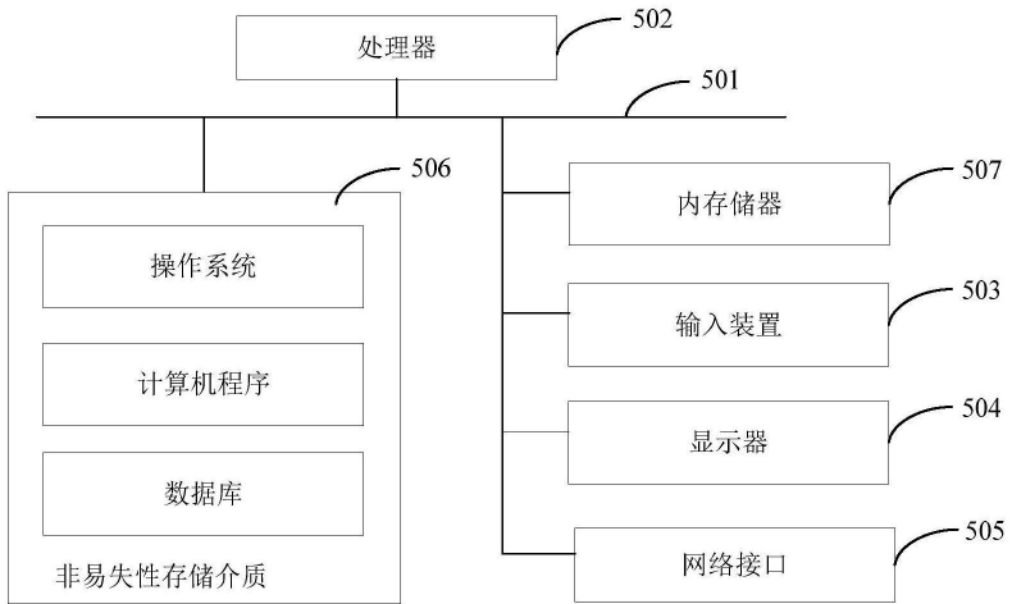 处理器
502
501
506
操作系统
计算机程序
数据库
非易失性存储介质
内存储器
507
输入装置
503
显示器
504
网络接口
505